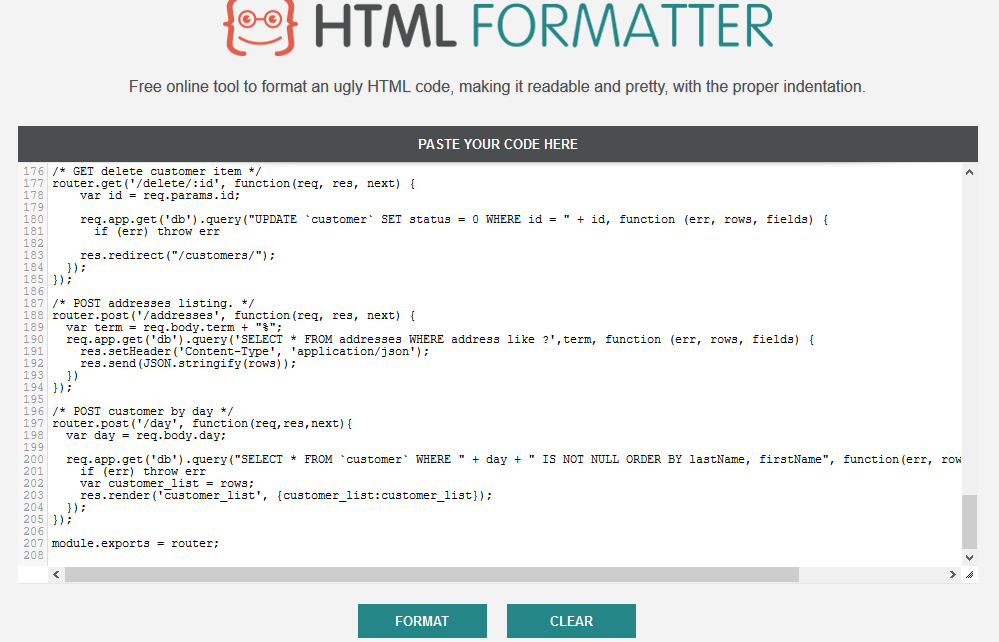 HTML FORMATTER
Free online tool to format an ugly HTML code, making it readable and pretty, with the proper indentation.
PASTE YOUR CODE HERE
176 /* GET delete customer item */
177 router.get('/delete/:id', function(req, res, next) {
178     var id = req.params.id;
179
180     req.app.get('db').query("UPDATE `customer` SET status = 0 WHERE id = " + id, function (err, rows, fields) {
181       if (err) throw err
182
183     res.redirect("/customers/");
184   });
185 });
186
187 /* POST addresses listing. */
188 router.post('/addresses', function(req, res, next) {
189   var term = req.body.term + "%";
190   req.app.get('db').query('SELECT * FROM addresses WHERE address like ?',term, function (err, rows, fields) {
191     res.setHeader('Content-Type', 'application/json');
192     res.send(JSON.stringify(rows));
193   })
194 });
195
196 /* POST customer by day */
197 router.post('/day', function(req,res,next){
198   var day = req.body.day;
199
200   req.app.get('db').query("SELECT * FROM `customer` WHERE " + day + " IS NOT NULL ORDER BY lastName, firstName", function(err, row
201     if (err) throw err
202     var customer_list = rows;
203     res.render('customer_list', {customer_list:customer_list});
204   });
205 });
206
207 module.exports = router;
208
FORMAT CLEAR